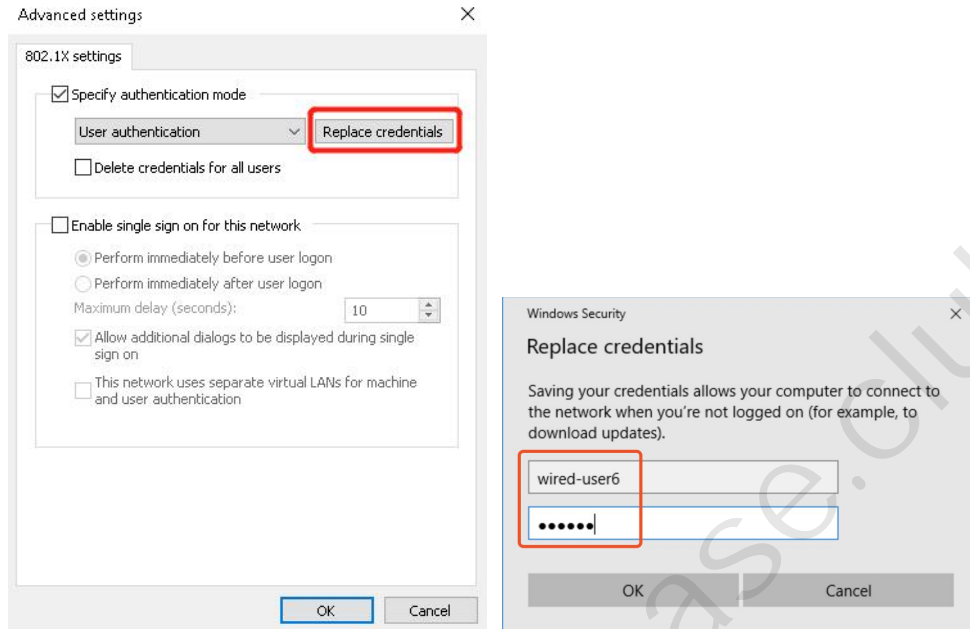 Advanced settings
802.1X settings
Specify authentication mode
User authentication
Replace credentials
Delete credentials for all users
Enable single sign on for this network
Perform immediately before user logon
Perform immediately after user logon
Maximum delay (seconds):
10
Allow additional dialogs to be displayed during single
sign on
This network uses separate virtual LANs for machine
and user authentication
OK
Cancel
Windows Security
Replace credentials
Saving your credentials allows your computer to connect to
the network when you're not logged on (for example, to
download updates).
wired-user6
●●●●●●
OK
Cancel
ase.clu